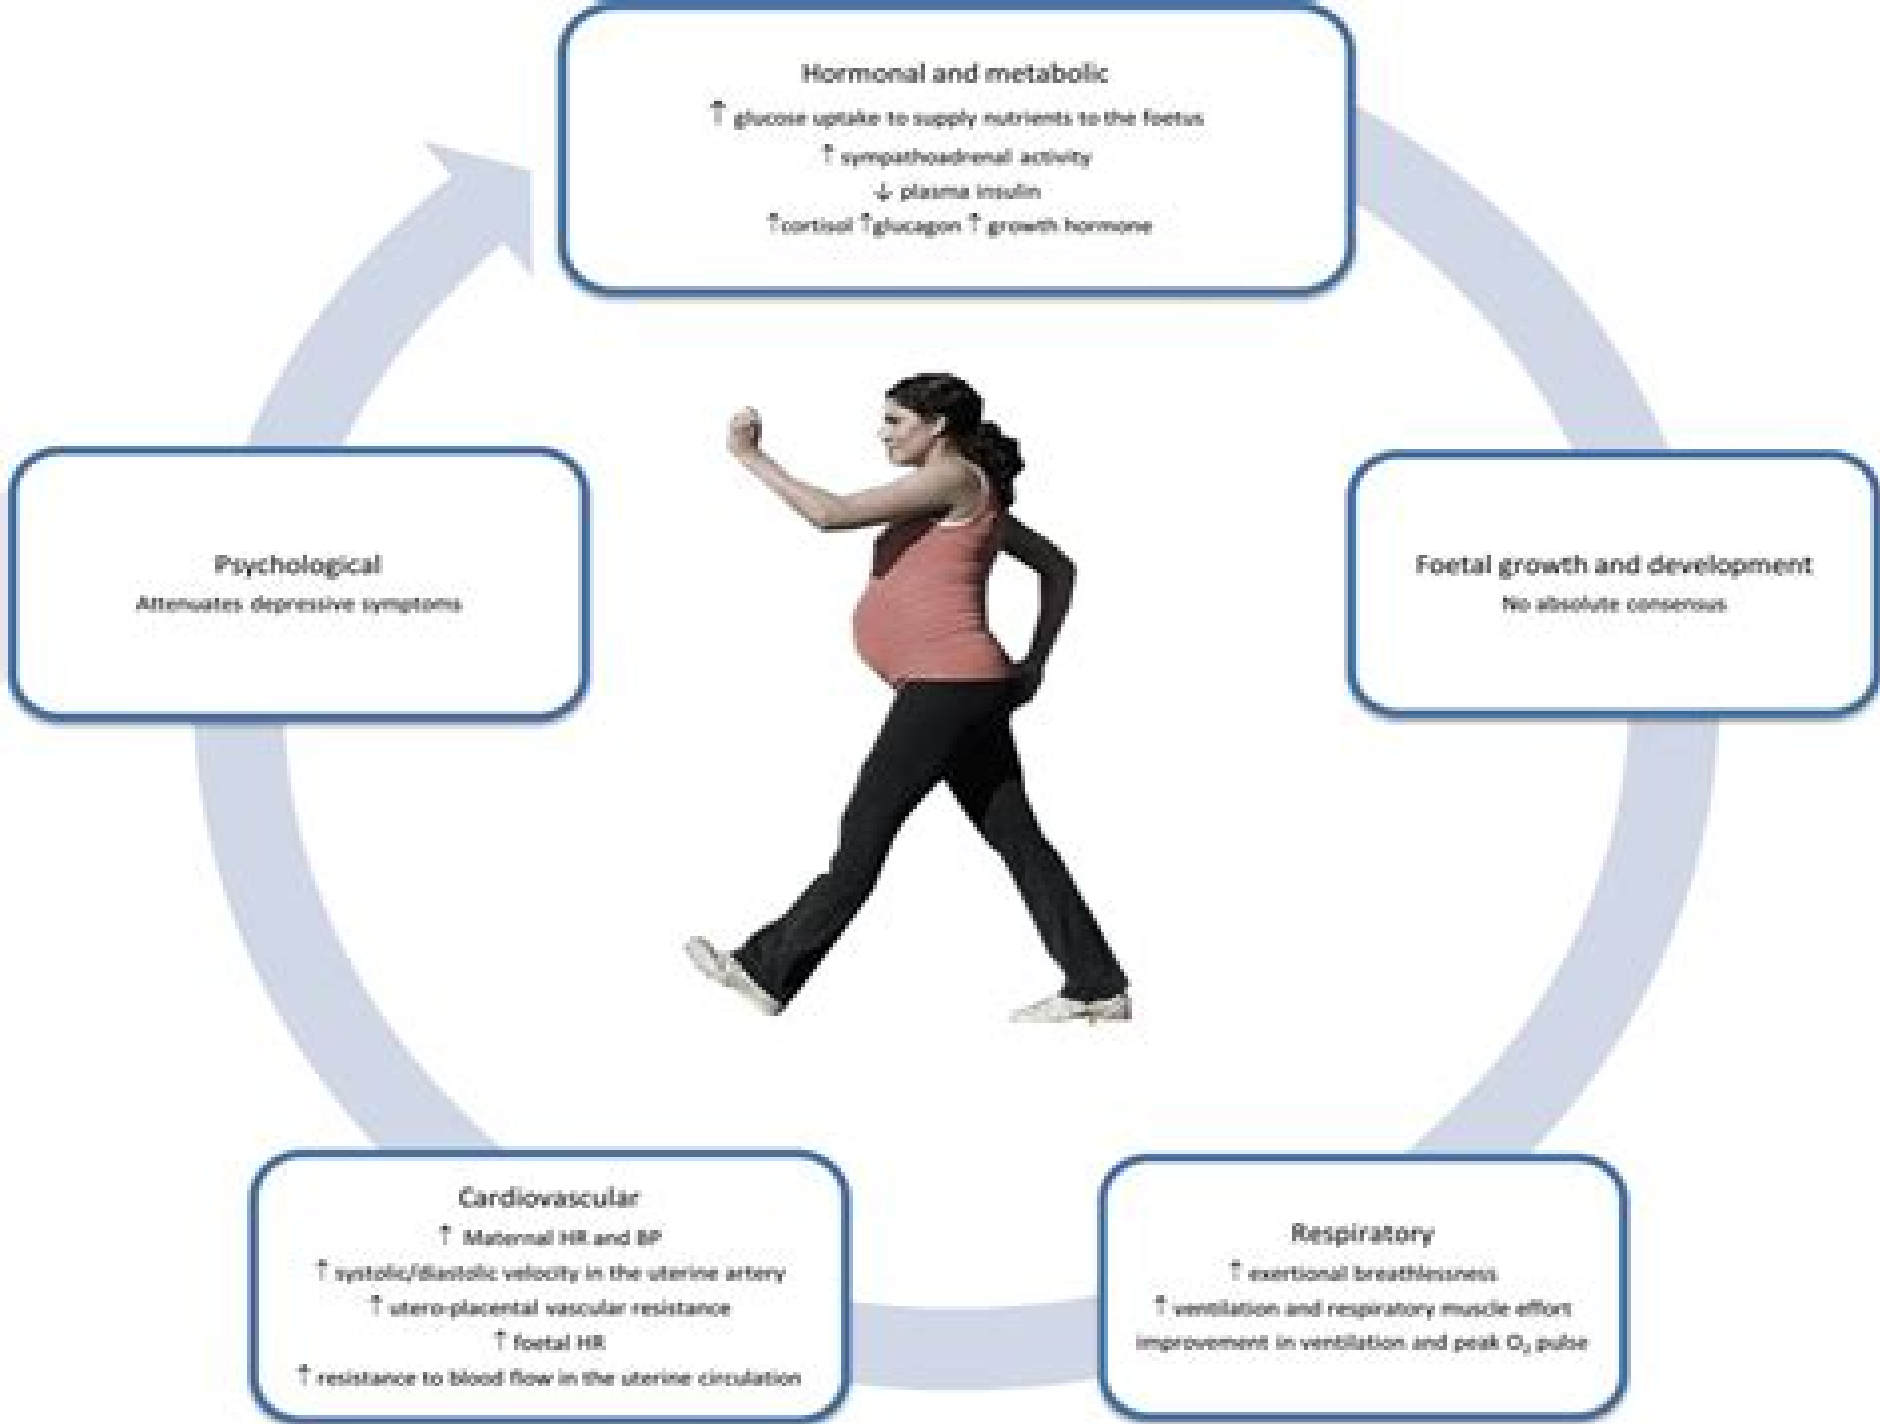 Hormonal and metabolic
↑ glucose uptake to supply nutrients to the foetus
↑ sympathoadrenal activity
↓ plasma insulin
↑cortisol ↑glucagon ↑ growth hormone
Psychological
Attenuates depressive symptoms
Foetal growth and development
No absolute consensus
Cardiovascular
↑ Maternal HR and BP
↑ systolic/diastolic velocity in the uterine artery
↑ utero-placental vascular resistance
↑ foetal HR
↑ resistance to blood flow in the uterine circulation
Respiratory
↑ exertional breathlessness
↑ ventilation and respiratory muscle effort
improvement in ventilation and peak O₂ pulse